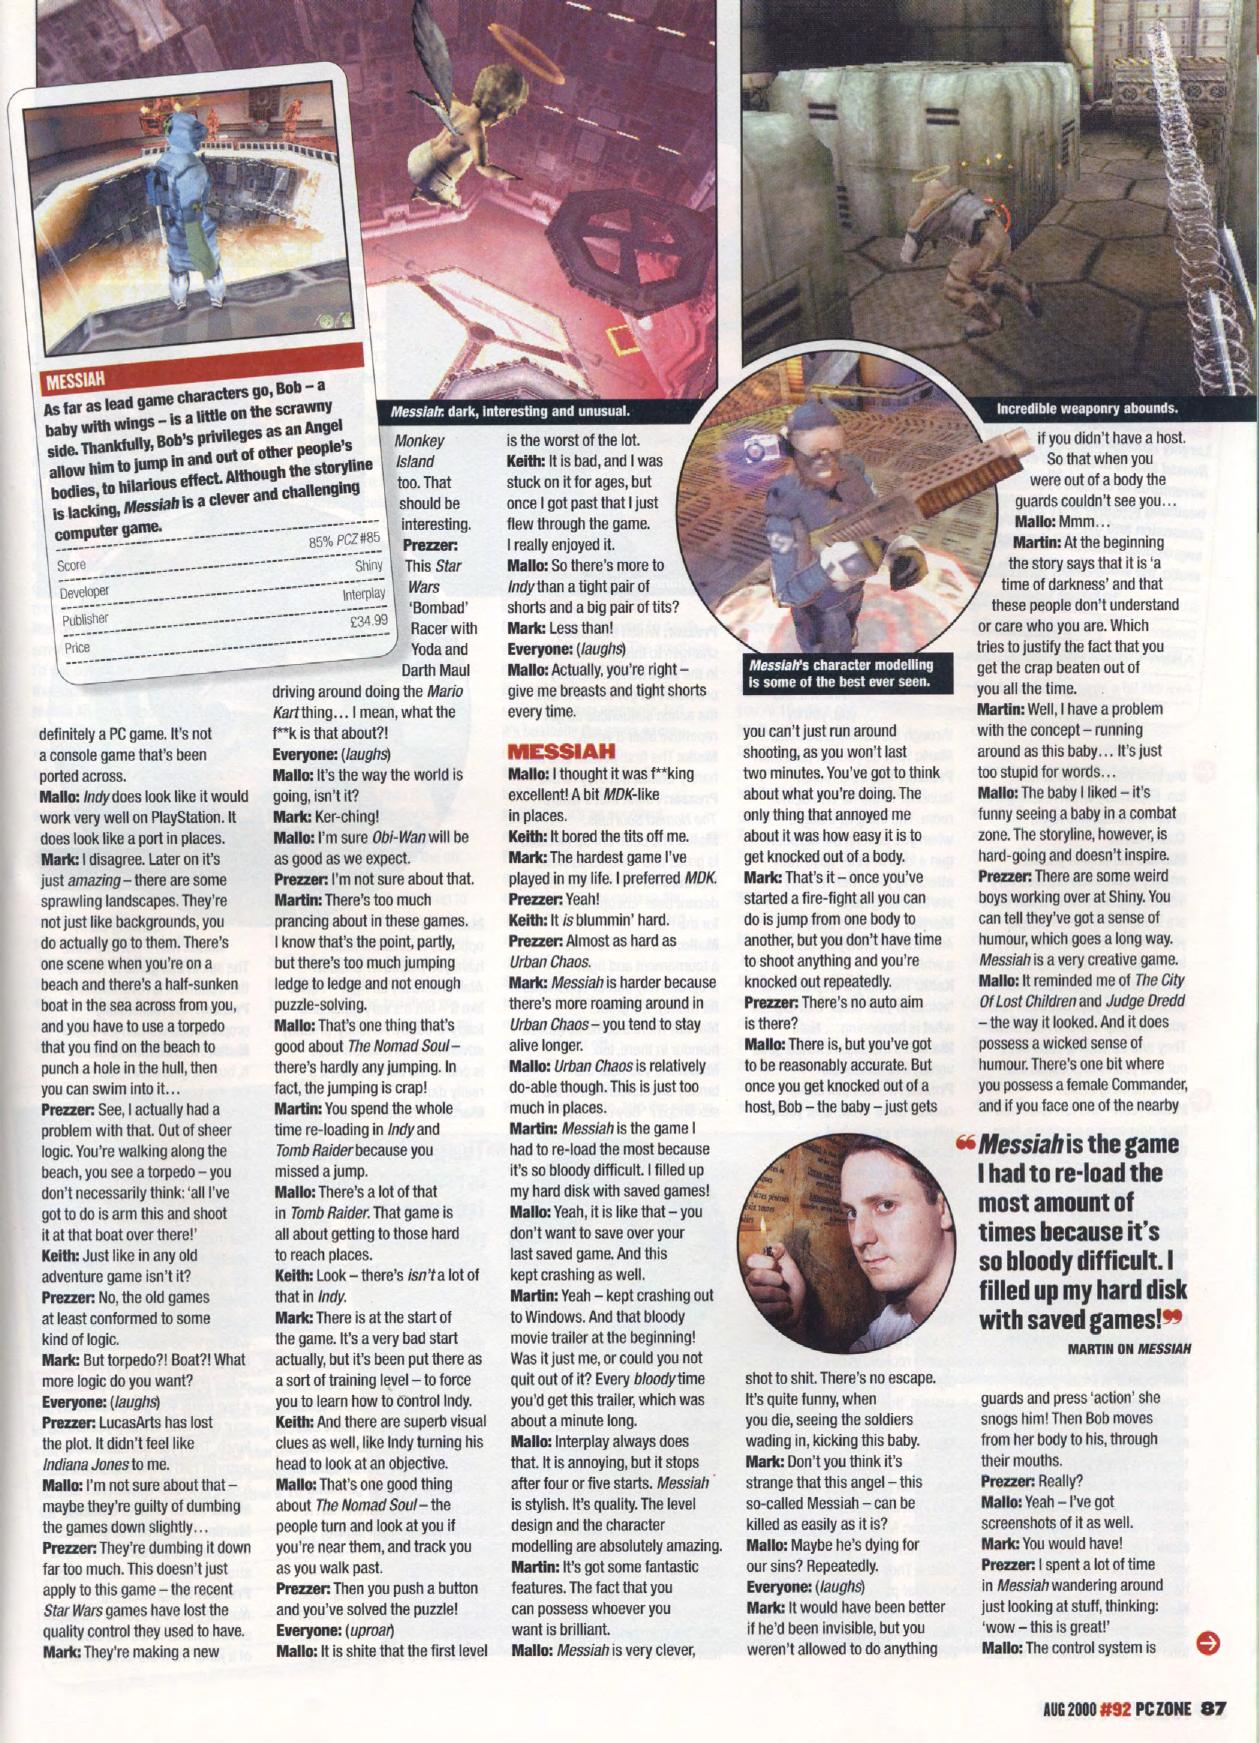 MESSIAH
As far as lead game characters go, Bob – a
baby with wings – is a little on the scrawny
side. Thankfully, Bob's privileges as an Angel
allow him to jump in and out of other people's
bodies, to hilarious effect. Although the storyline
is lacking, Messiah is a clever and challenging
computer game.
Score 85% PCZ #85
Developer Shiny
Publisher Interplay
Price £34.99
Messiah: dark, interesting and unusual.
Incredible weaponry abounds.
Messiah's character modelling
is some of the best ever seen.
definitely a PC game. It's not
a console game that's been
ported across.
Mallo: Indy does look like it would
work very well on PlayStation. It
does look like a port in places.
Mark: I disagree. Later on it's
just amazing – there are some
sprawling landscapes. They're
not just like backgrounds, you
do actually go to them. There's
one scene when you're on a
beach and there's a half-sunken
boat in the sea across from you,
and you have to use a torpedo
that you find on the beach to
punch a hole in the hull, then
you can swim into it...
Prezzer: See, I actually had a
problem with that. Out of sheer
logic. You're walking along the
beach, you see a torpedo – you
don't necessarily think: 'all I've
got to do is arm this and shoot
it at that boat over there!'
Keith: Just like in any old
adventure game isn't it?
Prezzer: No, the old games
at least conformed to some
kind of logic.
Mark: But torpedo?! Boat?! What
more logic do you want?
Everyone: (laughs)
Prezzer: LucasArts has lost
the plot. It didn't feel like
Indiana Jones to me.
Mallo: I'm not sure about that –
maybe they're guilty of dumbing
the games down slightly...
Prezzer: They're dumbing it down
far too much. This doesn't just
apply to this game – the recent
Star Wars games have lost the
quality control they used to have.
Mark: They're making a new
Monkey
Island
too. That
should be
interesting.
Prezzer:
This Star
Wars
'Bombad'
Racer with
Yoda and
Darth Maul
driving around doing the Mario
Kart thing... I mean, what the
f**k is that about?!
Everyone: (laughs)
Mallo: It's the way the world is
going, isn't it?
Mark: Ker-ching!
Mallo: I'm sure Obi-Wan will be
as good as we expect.
Prezzer: I'm not sure about that.
Martin: There's too much
prancing about in these games.
I know that's the point, partly,
but there's too much jumping
ledge to ledge and not enough
puzzle-solving.
Mallo: That's one thing that's
good about The Nomad Soul –
there's hardly any jumping. In
fact, the jumping is crap!
Martin: You spend the whole
time re-loading in Indy and
Tomb Raider because you
missed a jump.
Mallo: There's a lot of that
in Tomb Raider. That game is
all about getting to those hard
to reach places.
Keith: Look – there's isn't a lot of
that in Indy.
Mark: There is at the start of
the game. It's a very bad start
actually, but it's been put there as
a sort of training level – to force
you to learn how to control Indy.
Keith: And there are superb visual
clues as well, like Indy turning his
head to look at an objective.
Mallo: That's one good thing
about The Nomad Soul – the
people turn and look at you if
you're near them, and track you
as you walk past.
Prezzer: Then you push a button
and you've solved the puzzle!
Everyone: (uproar)
Mallo: It is shite that the first level
is the worst of the lot.
Keith: It is bad, and I was
stuck on it for ages, but
once I got past that I just
flew through the game.
I really enjoyed it.
Mallo: So there's more to
Indy than a tight pair of
shorts and a big pair of tits?
Mark: Less than!
Everyone: (laughs)
Mallo: Actually, you're right –
give me breasts and tight shorts
every time.
MESSIAH
Mallo: I thought it was f**king
excellent! A bit MDK-like
in places.
Keith: It bored the tits off me.
Mark: The hardest game I've
played in my life. I preferred MDK.
Prezzer: Yeah!
Keith: It is blummin' hard.
Prezzer: Almost as hard as
Urban Chaos.
Mark: Messiah is harder because
there's more roaming around in
Urban Chaos – you tend to stay
alive longer.
Mallo: Urban Chaos is relatively
do-able though. This is just too
much in places.
Martin: Messiah is the game I
had to re-load the most because
it's so bloody difficult. I filled up
my hard disk with saved games!
Mallo: Yeah, it is like that – you
don't want to save over your
last saved game. And this
kept crashing as well.
Martin: Yeah – kept crashing out
to Windows. And that bloody
movie trailer at the beginning!
Was it just me, or could you not
quit out of it? Every bloody time
you'd get this trailer, which was
about a minute long.
Mallo: Interplay always does
that. It is annoying, but it stops
after four or five starts. Messiah
is stylish. It's quality. The level
design and the character
modelling are absolutely amazing.
Martin: It's got some fantastic
features. The fact that you
can possess whoever you
want is brilliant.
Mallo: Messiah is very clever,
you can't just run around
shooting, as you won't last
two minutes. You've got to think
about what you're doing. The
only thing that annoyed me
about it was how easy it is to
get knocked out of a body.
Mark: That's it – once you've
started a fire-fight all you can
do is jump from one body to
another, but you don't have time
to shoot anything and you're
knocked out repeatedly.
Prezzer: There's no auto aim
is there?
Mallo: There is, but you've got
to be reasonably accurate. But
once you get knocked out of a
host, Bob – the baby – just gets
shot to shit. There's no escape.
It's quite funny, when
you die, seeing the soldiers
wading in, kicking this baby.
Mark: Don't you think it's
strange that this angel – this
so-called Messiah – can be
killed as easily as it is?
Mallo: Maybe he's dying for
our sins? Repeatedly.
Everyone: (laughs)
Mark: It would have been better
if he'd been invisible, but you
weren't allowed to do anything
if you didn't have a host.
So that when you
were out of a body the
guards couldn't see you...
Mallo: Mmm...
Martin: At the beginning
the story says that it is 'a
time of darkness' and that
these people don't understand
or care who you are. Which
tries to justify the fact that you
get the crap beaten out of
you all the time.
Martin: Well, I have a problem
with the concept – running
around as this baby... It's just
too stupid for words...
Mallo: The baby I liked – it's
funny seeing a baby in a combat
zone. The storyline, however, is
hard-going and doesn't inspire.
Prezzer: There are some weird
boys working over at Shiny. You
can tell they've got a sense of
humour, which goes a long way.
Messiah is a very creative game.
Mallo: It reminded me of The City
Of Lost Children and Judge Dredd
– the way it looked. And it does
possess a wicked sense of
humour. There's one bit where
you possess a female Commander,
and if you face one of the nearby
“Messiah is the game
I had to re-load the
most amount of
times because it's
so bloody difficult. I
filled up my hard disk
with saved games!”
MARTIN ON MESSIAH
guards and press 'action' she
snogs him! Then Bob moves
from her body to his, through
their mouths.
Prezzer: Really?
Mallo: Yeah – I've got
screenshots of it as well.
Mark: You would!
Prezzer: I spent a lot of time
in Messiah wandering around
just looking at stuff, thinking:
'wow – this is great!'
Mallo: The control system is
AUG 2000 #92 PC ZONE 87